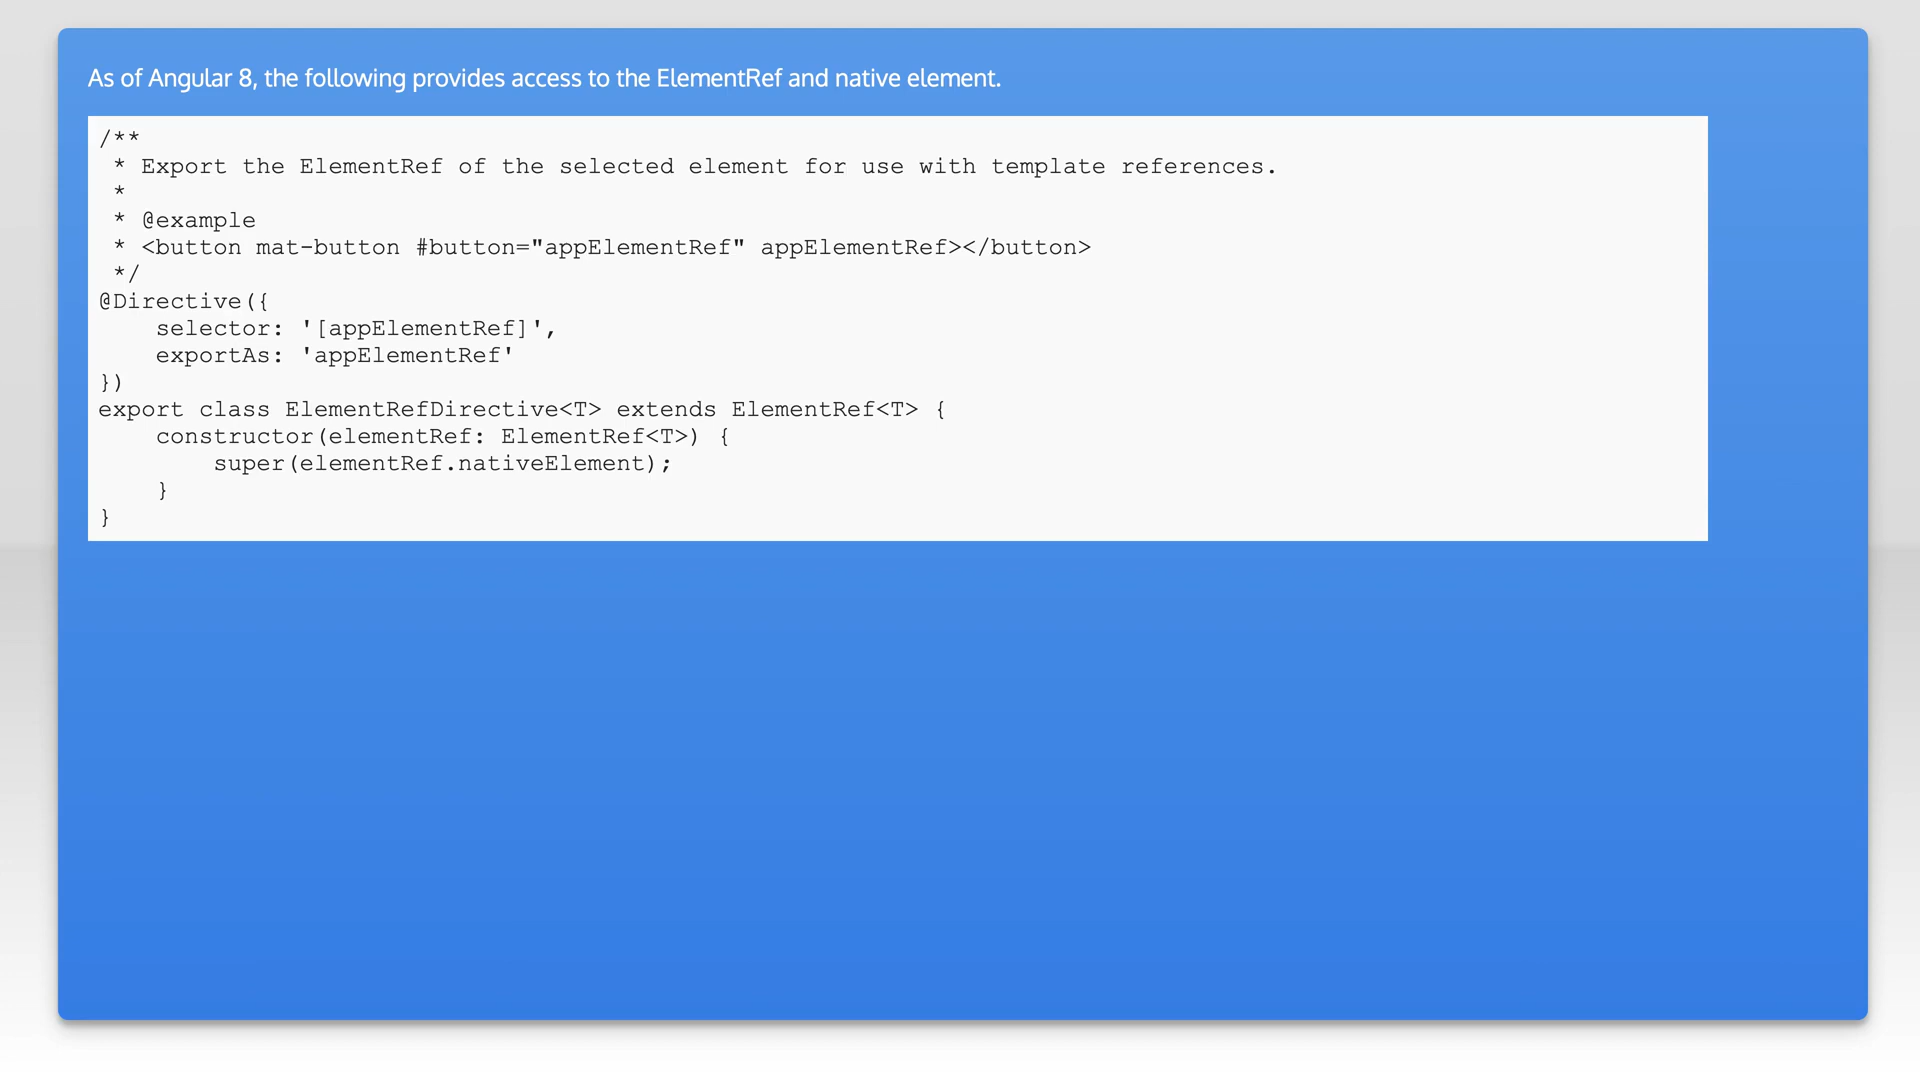 As of Angular 8, the following provides access to the ElementRef and native element.
/**
 * Export the ElementRef of the selected element for use with template references.
 *
 * @example
 * <button mat-button #button="appElementRef" appElementRef></button>
 */
@Directive({
    selector: '[appElementRef]',
    exportAs: 'appElementRef'
})
export class ElementRefDirective<T> extends ElementRef<T> {
    constructor(elementRef: ElementRef<T>) {
        super(elementRef.nativeElement);
    }
}